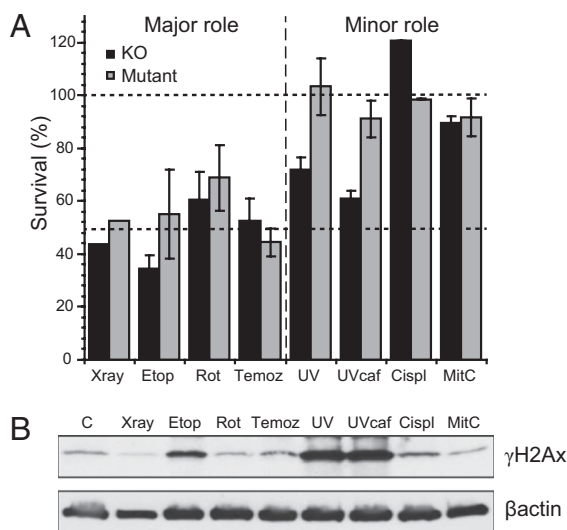 A
Major role
Minor role
KO
Mutant
Survival (%)
120
100
80
60
40
20
0
Xray Etop Rot Temoz UV UVcaf Cispl MitC
B
C Xray Etop Rot Temoz UV UVcaf Cispl MitC
γH2Ax
βactin